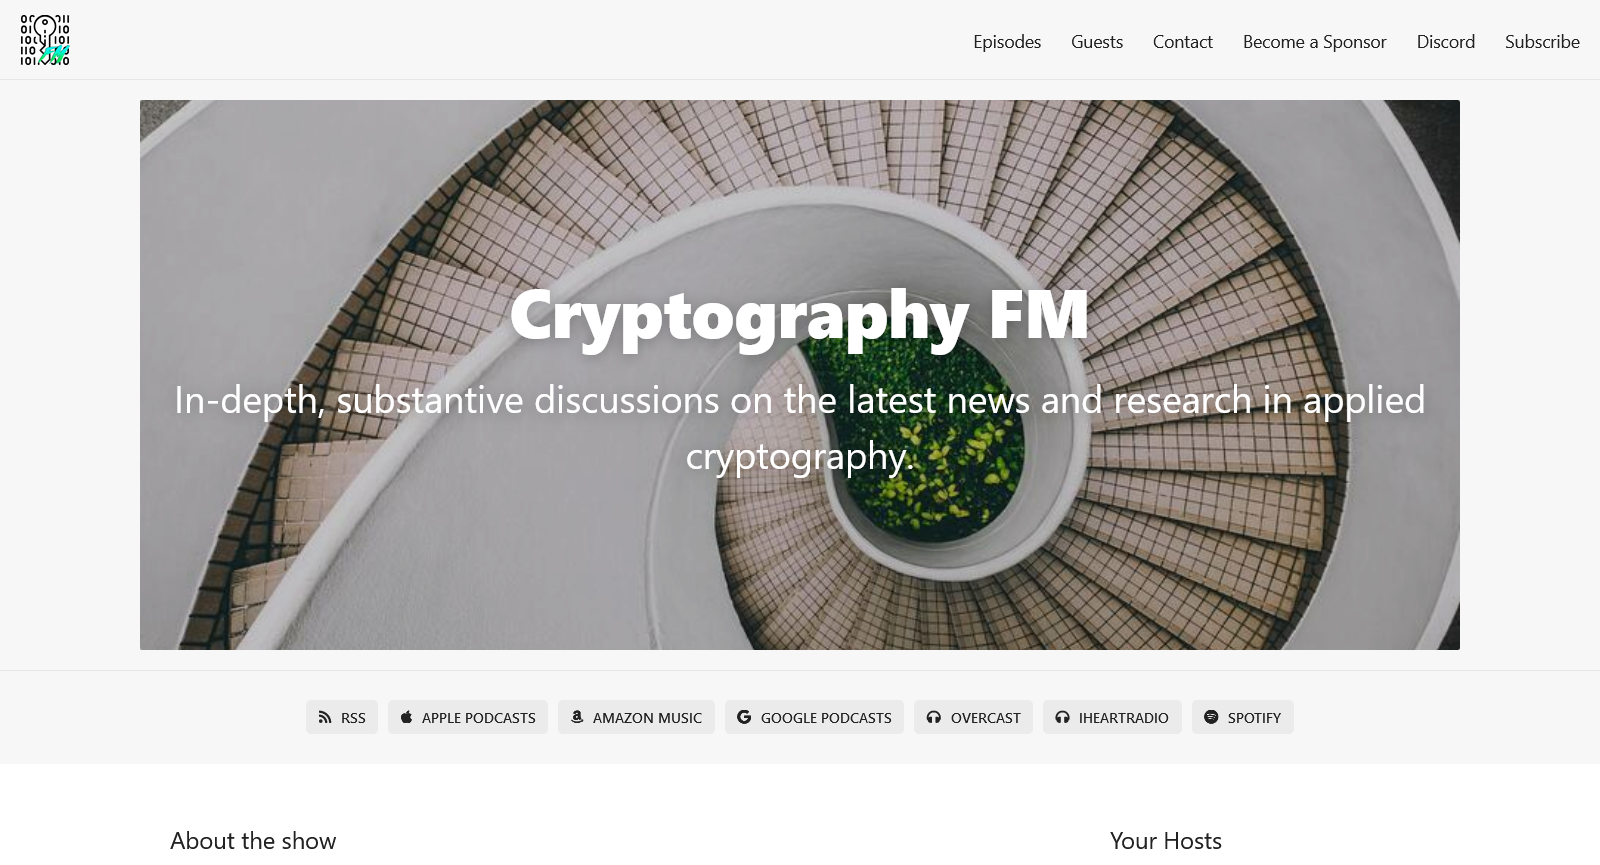 Episodes Guests Contact Become a Sponsor Discord Subscribe
Cryptography FM
In-depth, substantive discussions on the latest news and research in applied
cryptography.
RSS APPLE PODCASTS AMAZON MUSIC GOOGLE PODCASTS OVERCAST IHEARTRADIO SPOTIFY
About the show
Your Hosts